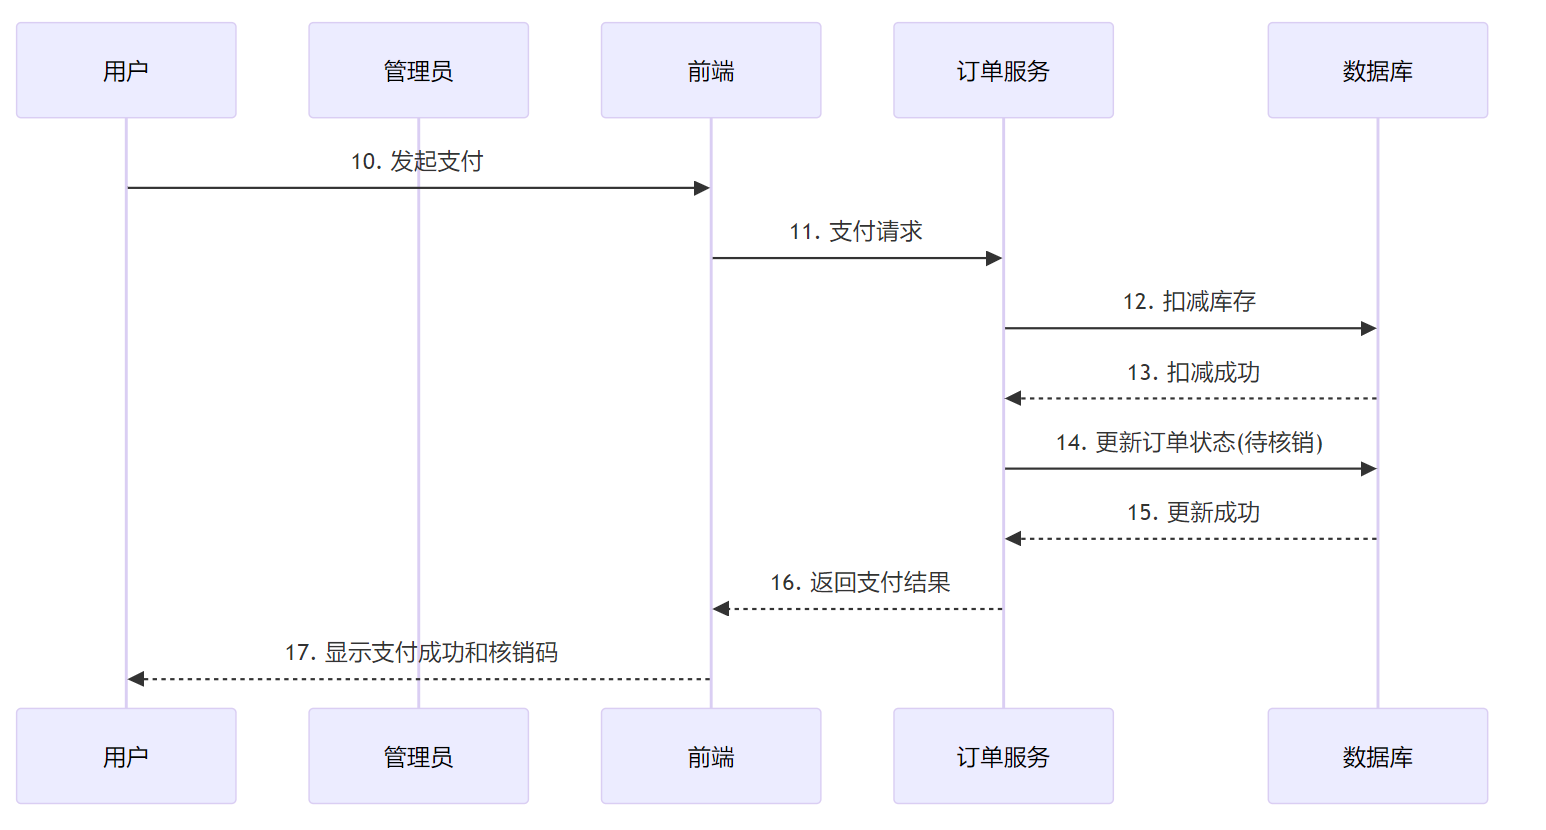 用户
管理员
前端
订单服务
数据库
10. 发起支付
11. 支付请求
12. 扣减库存
13. 扣减成功
14. 更新订单状态(待核销)
15. 更新成功
16. 返回支付结果
17. 显示支付成功和核销码
用户
管理员
前端
订单服务
数据库